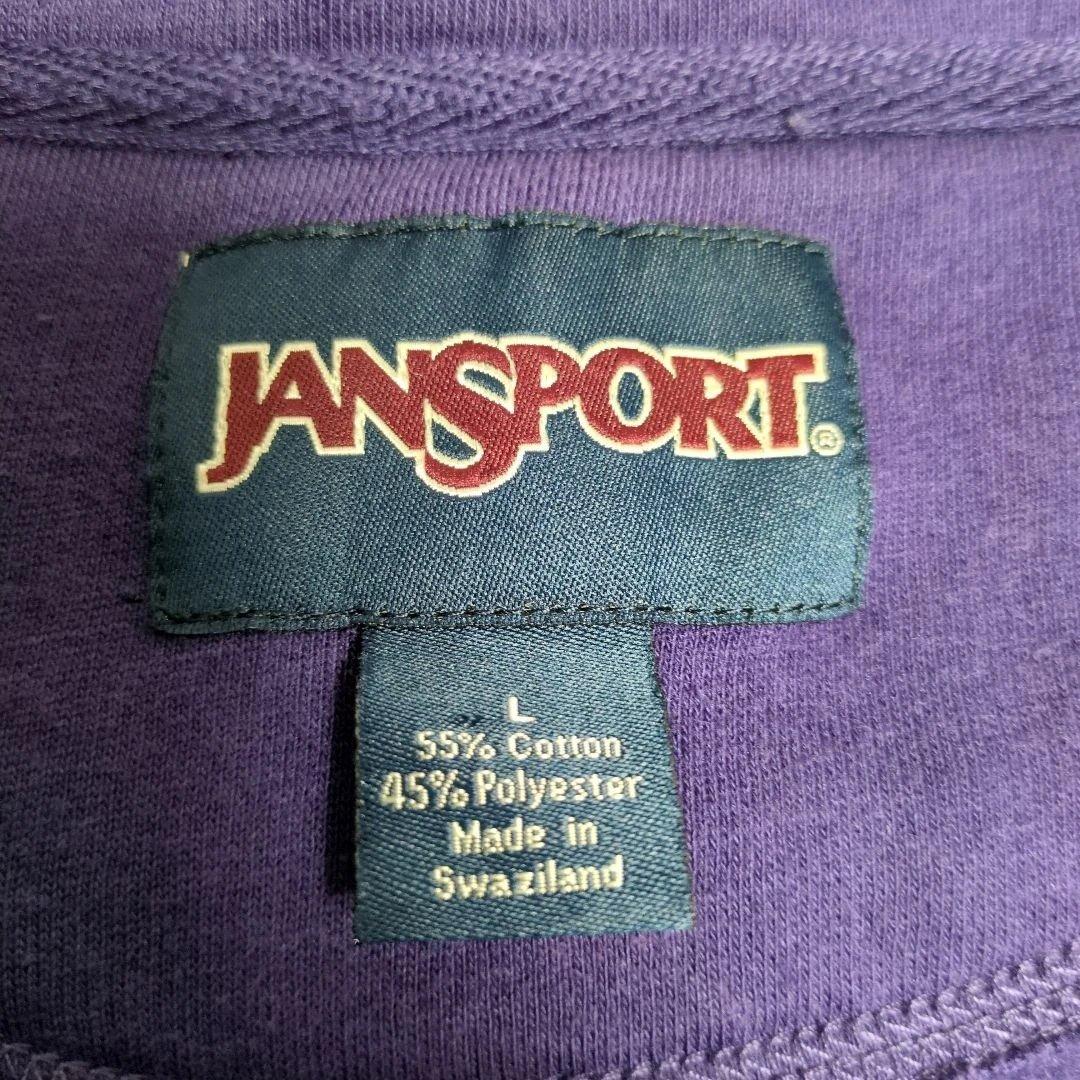 JANSPORT®
L
55% Cotton
45% Polyester
Made in
Swaziland